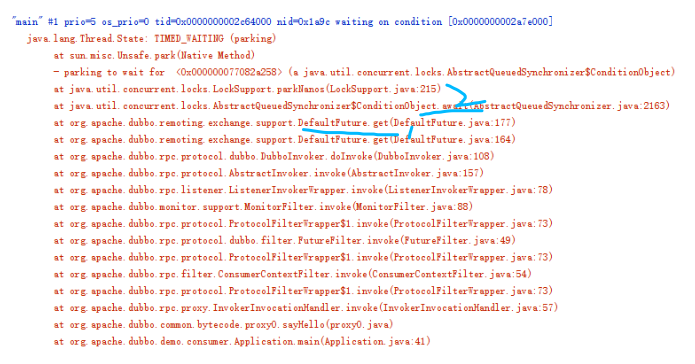 "main" #1 prio=5 os_prio=0 tid=0x0000000002c64000 nid=0x1a9c waiting on condition [0x0000000002a7e000]
java.lang.Thread.State: TIMED_WAITING (parking)
at sun.misc.Unsafe.park(Native Method)
- parking to wait for <0x000000077082a258> (a java.util.concurrent.locks.AbstractQueuedSynchronizer$ConditionObject)
at java.util.concurrent.locks.LockSupport.parkNanos(LockSupport.java:215)
at java.util.concurrent.locks.AbstractQueuedSynchronizer$ConditionObject.await(AbstractQueuedSynchronizer.java:2163)
at org.apache.dubbo.remoting.exchange.support.DefaultFuture.get(DefaultFuture.java:177)
at org.apache.dubbo.remoting.exchange.support.DefaultFuture.get(DefaultFuture.java:164)
at org.apache.dubbo.rpc.protocol.dubbo.DubboInvoker.doInvoke(DubboInvoker.java:108)
at org.apache.dubbo.rpc.protocol.AbstractInvoker.invoke(AbstractInvoker.java:157)
at org.apache.dubbo.rpc.listener.ListenerInvokerWrapper.invoke(ListenerInvokerWrapper.java:78)
at org.apache.dubbo.monitor.support.MonitorFilter.invoke(MonitorFilter.java:88)
at org.apache.dubbo.rpc.protocol.ProtocolFilterWrapper$1.invoke(ProtocolFilterWrapper.java:73)
at org.apache.dubbo.rpc.protocol.dubbo.filter.FutureFilter.invoke(FutureFilter.java:49)
at org.apache.dubbo.rpc.protocol.ProtocolFilterWrapper$1.invoke(ProtocolFilterWrapper.java:73)
at org.apache.dubbo.rpc.filter.ConsumerContextFilter.invoke(ConsumerContextFilter.java:54)
at org.apache.dubbo.rpc.protocol.ProtocolFilterWrapper$1.invoke(ProtocolFilterWrapper.java:73)
at org.apache.dubbo.rpc.proxy.InvokerInvocationHandler.invoke(InvokerInvocationHandler.java:57)
at org.apache.dubbo.common.bytecode.proxy0.sayHello(proxy0.java)
at org.apache.dubbo.demo.consumer.Application.main(Application.java:41)
2
1